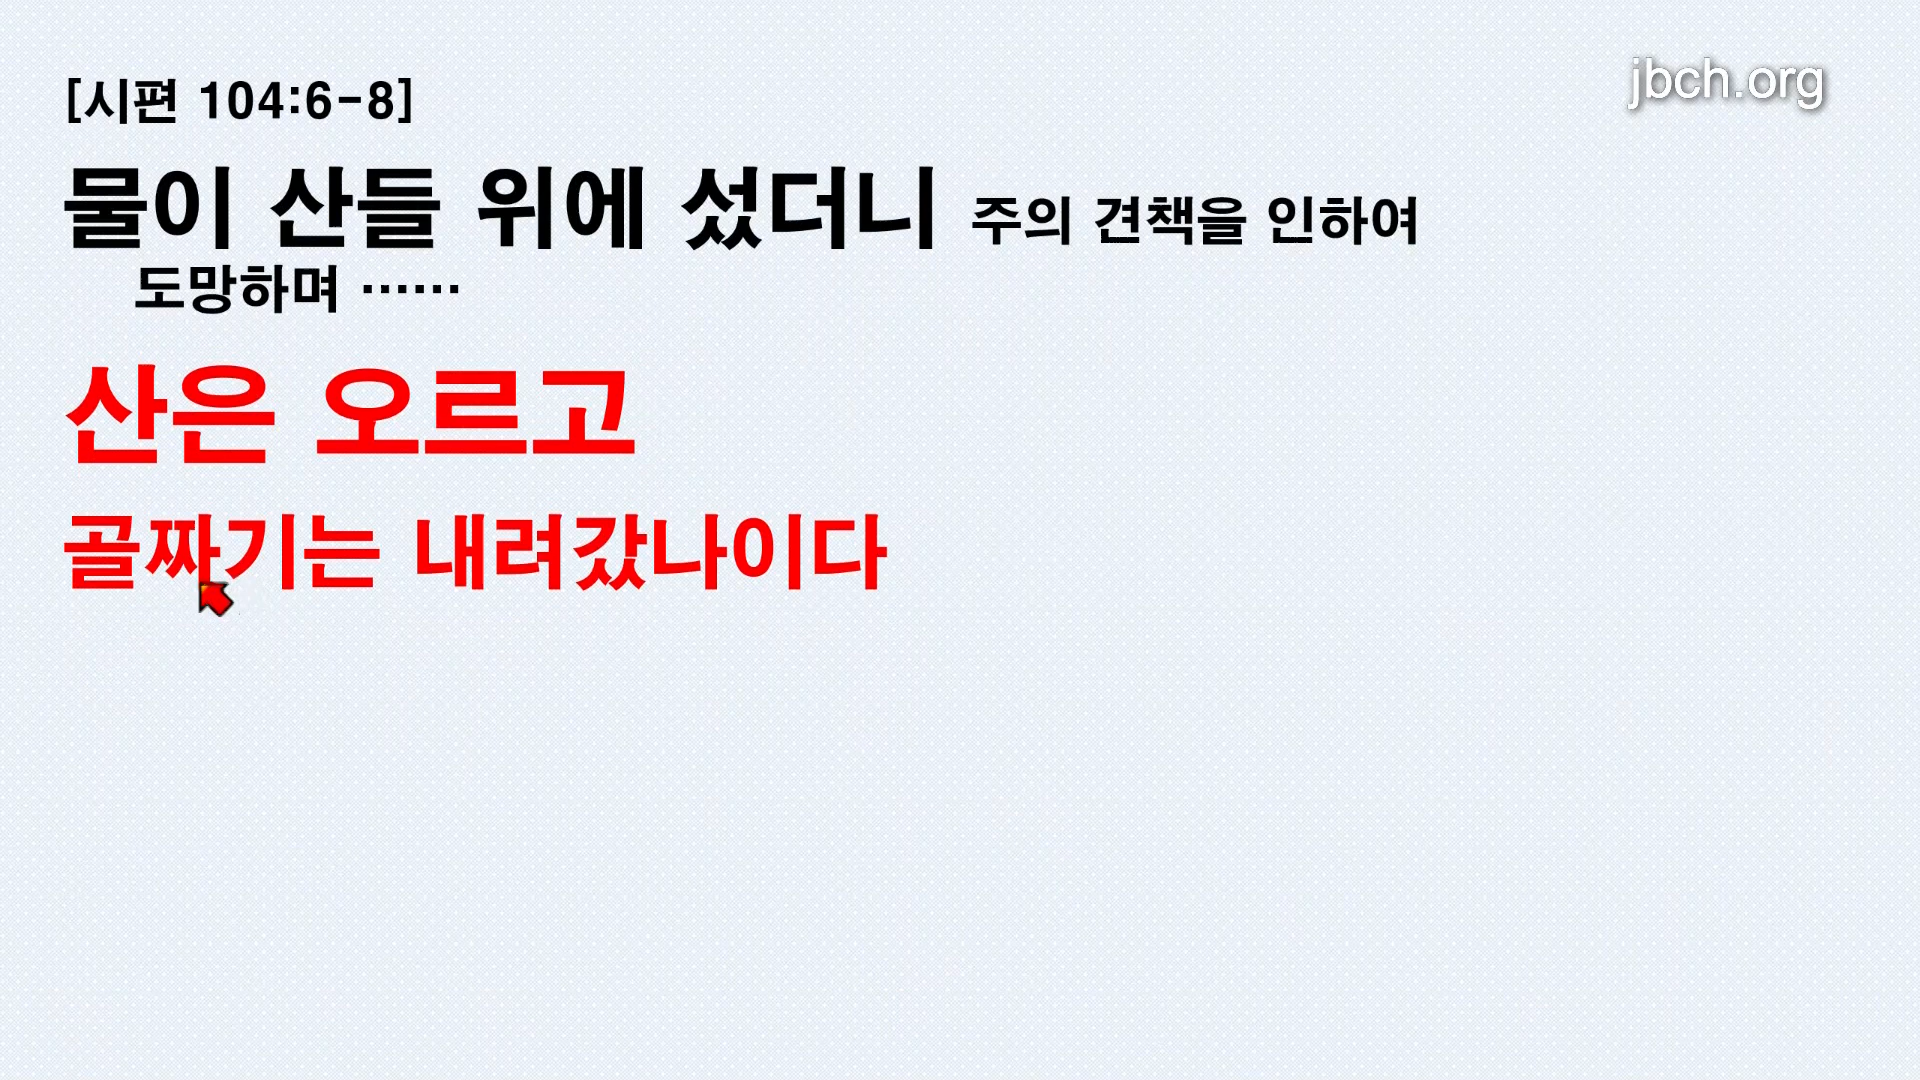 jbch.org
[시편 104:6-8]
물이 산들 위에 섰더니 주의 견책을 인하여
도망하며 ……
산은 오르고
골짜기는 내려갔나이다